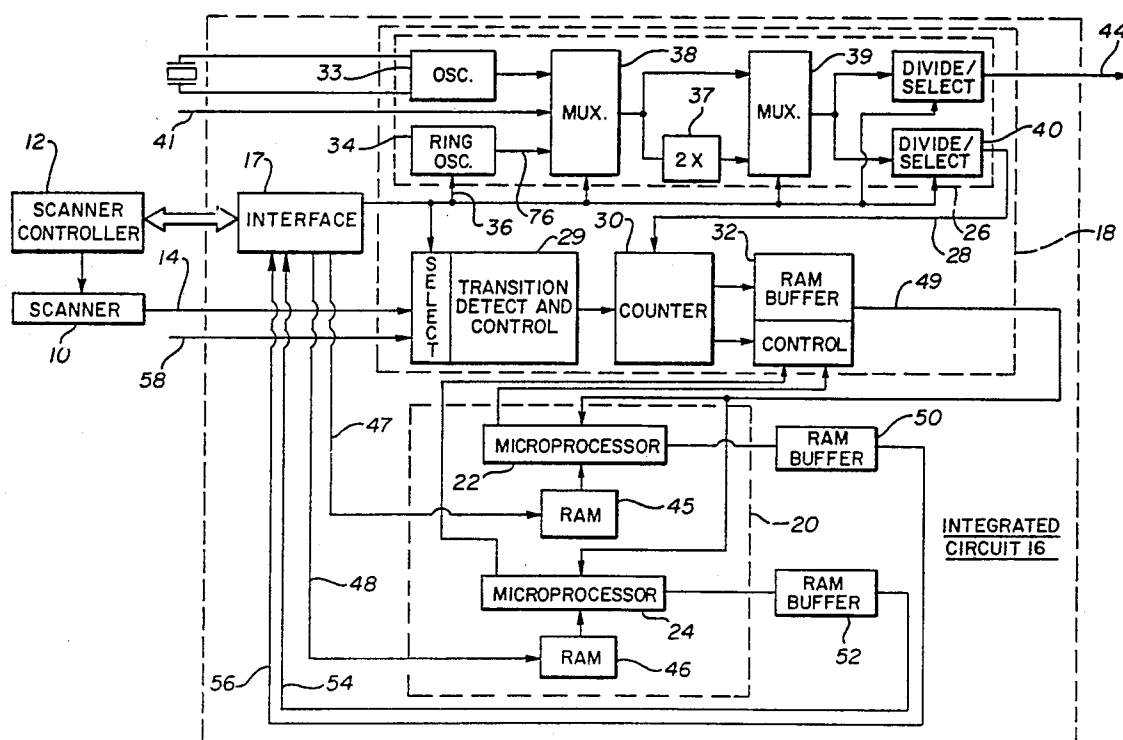 18
38
39
44
33
OSC.
MUX.
37
2 X
MUX.
DIVIDE/
SELECT
40
DIVIDE/
SELECT
41
34
RING
OSC.
76
36
26
28
18
12
SCANNER
CONTROLLER
17
INTERFACE
14
SCANNER
10
58
29
SELECT
TRANSITION
DETECT AND
CONTROL
30
COUNTER
32
RAM
BUFFER
CONTROL
49
47
MICROPROCESSOR
22
RAM
45
20
50
RAM
BUFFER
INTEGRATED
CIRCUIT 16
48
MICROPROCESSOR
24
RAM
46
RAM
BUFFER
52
56
54